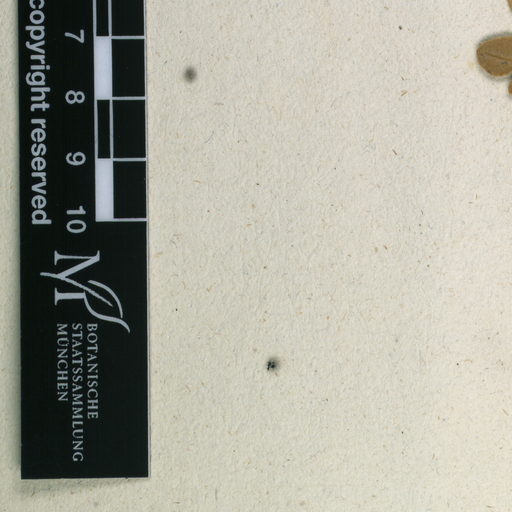 copyright reserved
7
8
9
10
M
BOTANISCHE
STAATSSAMMLUNG
MÜNCHEN